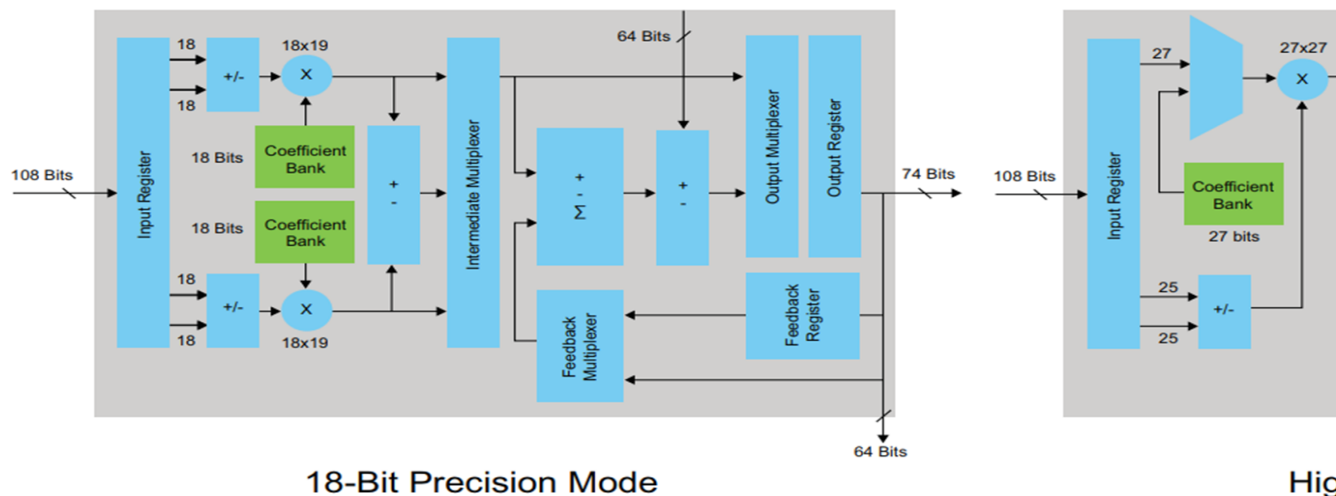 64 Bits
18
18
+/-
18x19
X
18 Bits
Coefficient
Bank
18 Bits
Coefficient
Bank
108 Bits
Input Register
18
18
+/-
X
18x19
+
-
Intermediate Multiplexer
Σ - +
+
-
Output Multiplexer
Output Register
74 Bits
Feedback
Multiplexer
Feedback
Register
64 Bits
18-Bit Precision Mode
108 Bits
Input Register
27
27x27
X
Coefficient
Bank
27 bits
25
25
+/-
Hig